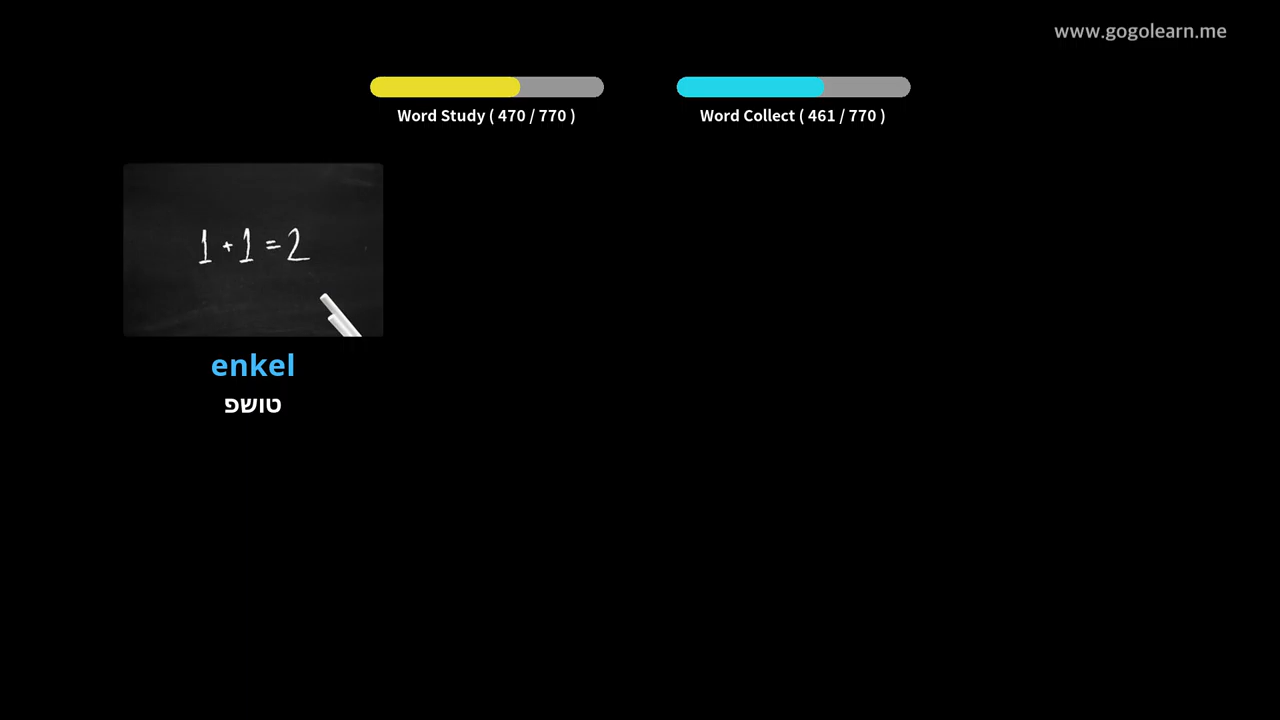 www.gogolearn.me
Word Study ( 470 / 770 )
Word Collect ( 461 / 770 )
1 + 1 = 2
enkel
פשוט